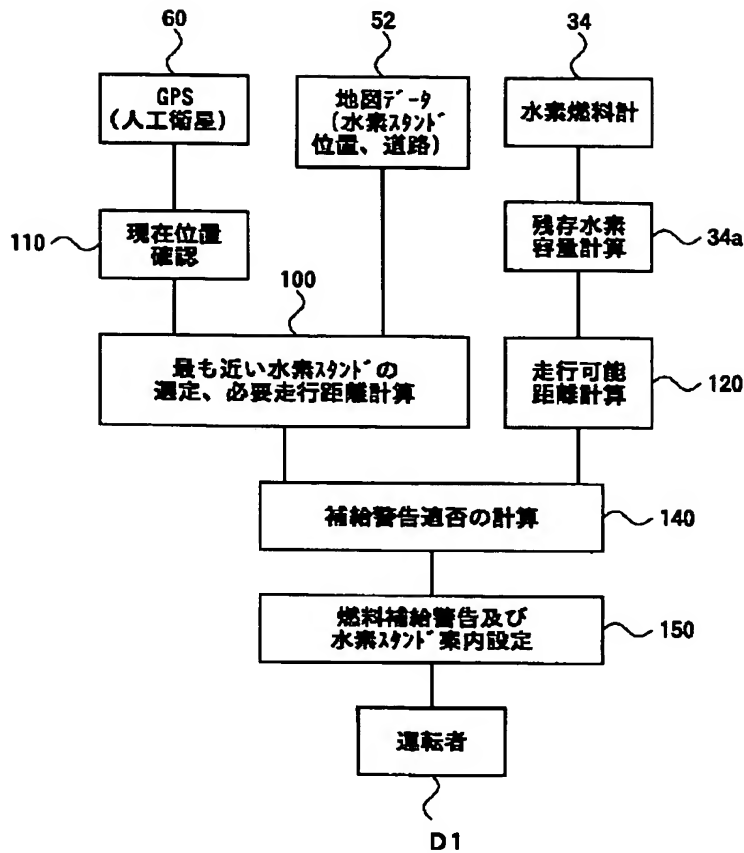 60
52
34
GPS
(人工衛星)
地図ﾃﾞｰﾀ
(水素ｽﾀﾝﾄﾞ
位置、道路)
水素燃料計
110
現在位置
確認
残存水素
容量計算
34a
100
最も近い水素ｽﾀﾝﾄﾞの
選定、必要走行距離計算
走行可能
距離計算
120
補給警告適否の計算
140
燃料補給警告及び
水素ｽﾀﾝﾄﾞ案内設定
150
運転者
D1